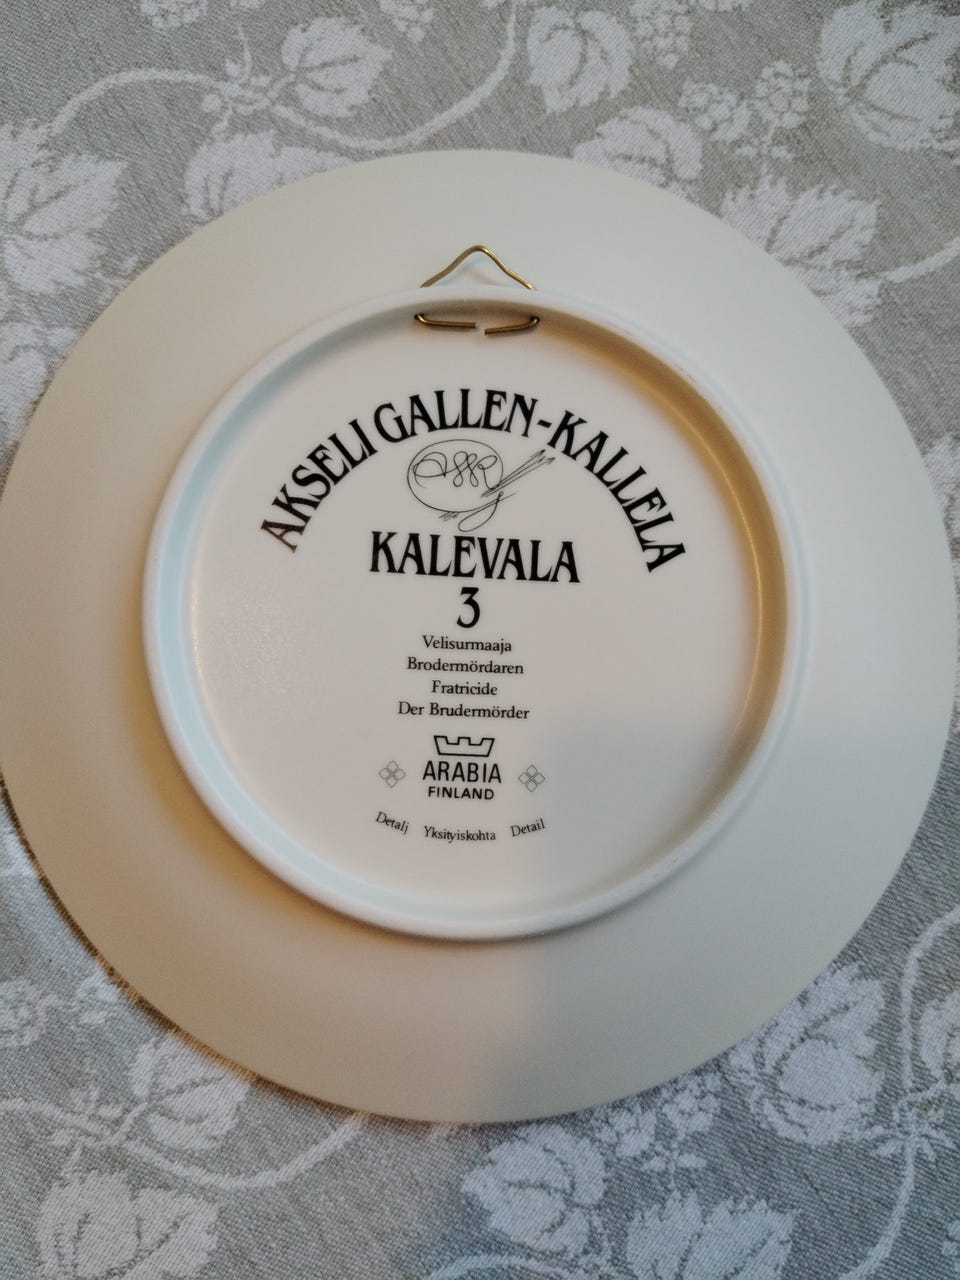 AKSELI GALLEN-KALLELA
KALEVALA
3
Velisurmaaja
Brodermördaren
Fratricide
Der Brudermörder
ARABIA
FINLAND
Detalj Yksityiskohta Detail